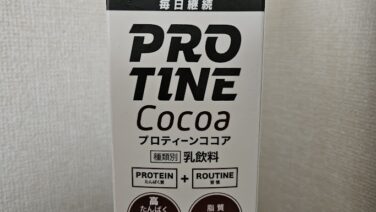 毎日継続
PRO
TINE
Cocoa
プロティーンココア
種類別 乳飲料
PROTEIN たんぱく質 + ROUTINE 習慣
高 たんぱく
脂質